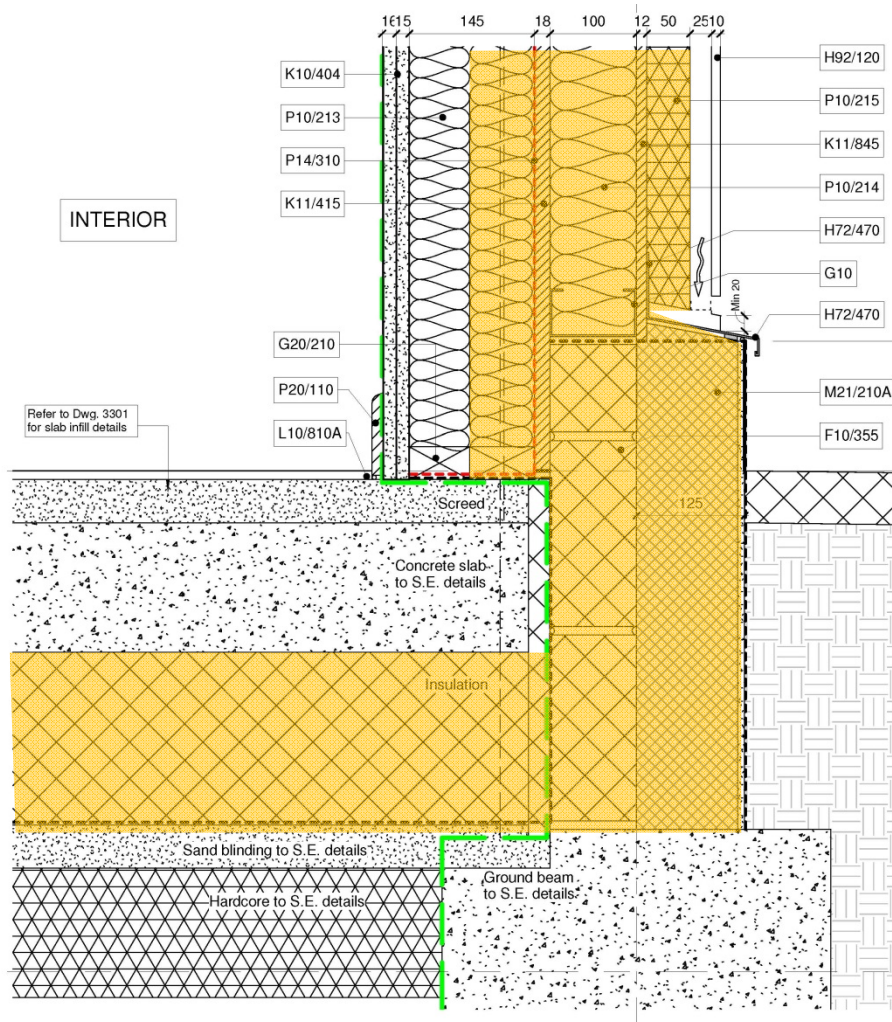 16
15
145
18
100
12
50
25
10
K10/404
P10/213
P14/310
K11/415
INTERIOR
G20/210
P20/110
L10/810A
Refer to Dwg. 3301
for slab infill details
H92/120
P10/215
K11/845
P10/214
H72/470
G10
Min 20
H72/470
M21/210A
F10/355
125
Screed
Concrete slab
to S.E. details
Insulation
Sand blinding to S.E. details
Ground beam
to S.E. details
Hardcore to S.E. details